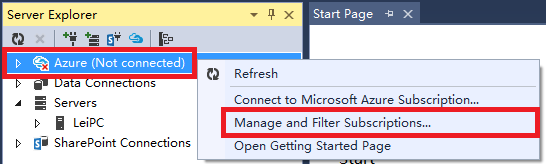 Server Explorer
Start Page
Azure (Not connected)
Data Connections
Servers
LeiPC
SharePoint Connections
Refresh
Connect to Microsoft Azure Subscription...
Manage and Filter Subscriptions...
Open Getting Started Page